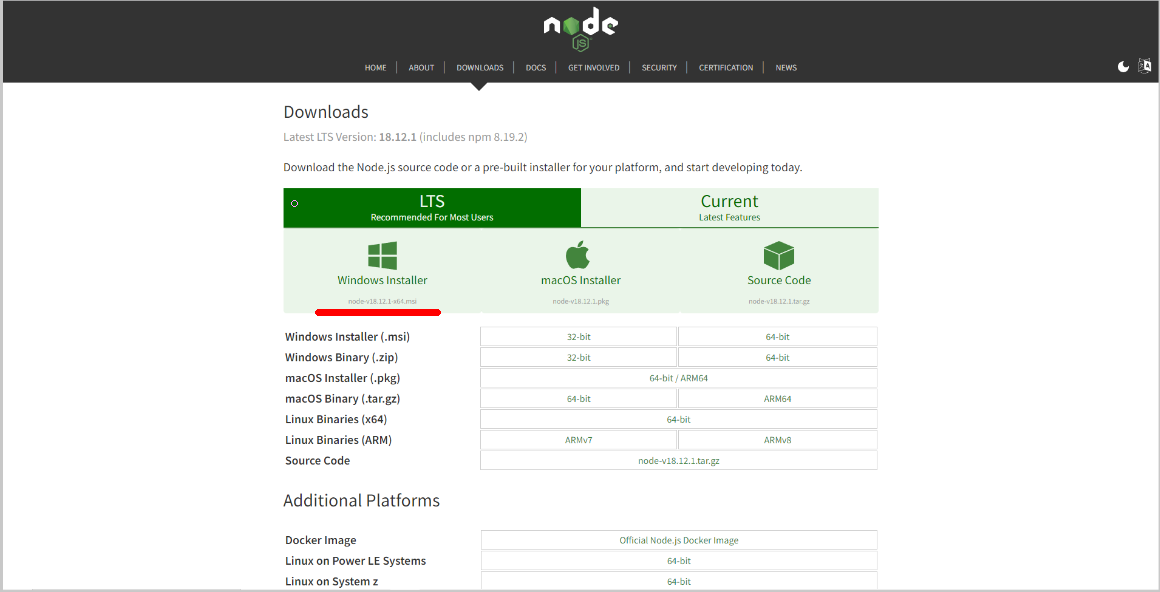 node
JS
HOME
ABOUT
DOWNLOADS
DOCS
GET INVOLVED
SECURITY
CERTIFICATION
NEWS
Downloads
Latest LTS Version: 18.12.1 (includes npm 8.19.2)
Download the Node.js source code or a pre-built installer for your platform, and start developing today.
LTS
Recommended For Most Users
Current
Latest Features
Windows Installer
node-v18.12.1-x64.msi
macOS Installer
node-v18.12.1.pkg
Source Code
node-v18.12.1.tar.gz
Windows Installer (.msi)
32-bit
64-bit
Windows Binary (.zip)
32-bit
64-bit
macOS Installer (.pkg)
64-bit / ARM64
macOS Binary (.tar.gz)
64-bit
ARM64
Linux Binaries (x64)
64-bit
Linux Binaries (ARM)
ARMv7
ARMv8
Source Code
node-v18.12.1.tar.gz
Additional Platforms
Docker Image
Official Node.js Docker Image
Linux on Power LE Systems
64-bit
Linux on System z
64-bit